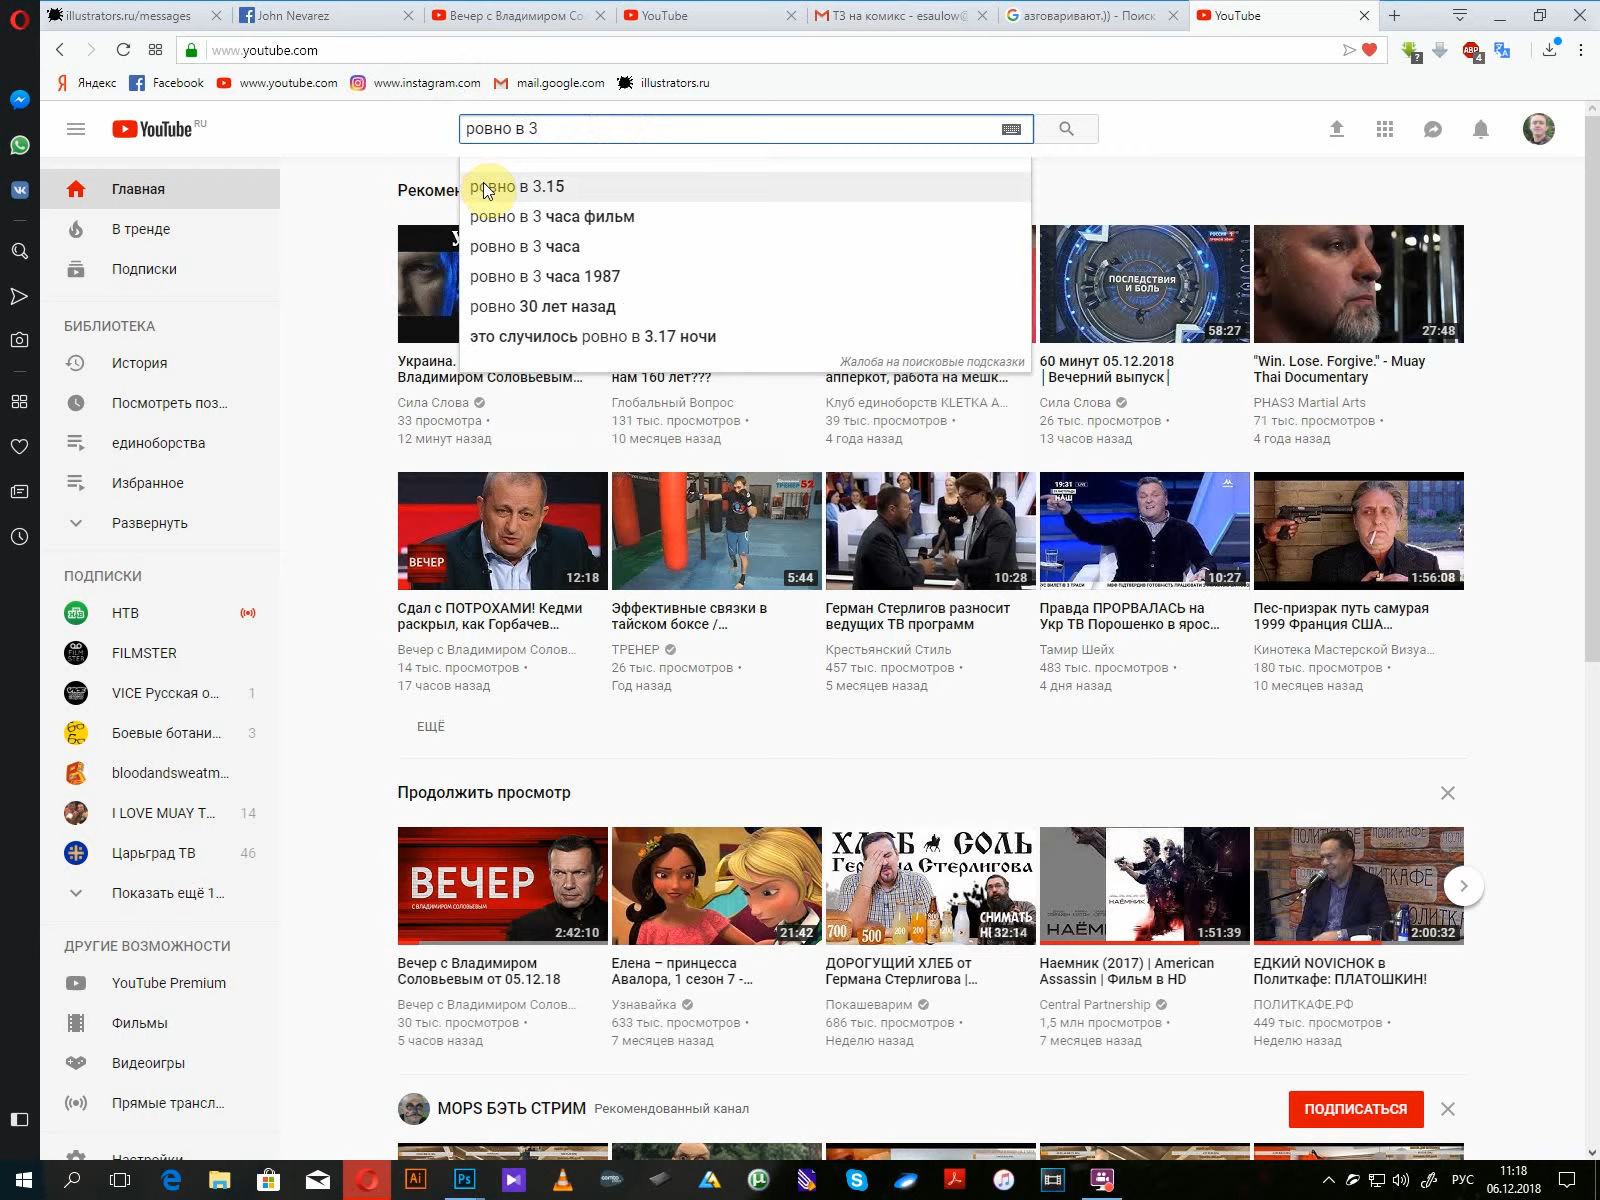 illustrators.ru/messages
John Nevarez
Вечер с Владимиром Со
YouTube
ТЗ на комикс - esaulow@
азговаривают.)) - Поиск
YouTube
www.youtube.com
Яндекс
Facebook
www.youtube.com
www.instagram.com
mail.google.com
illustrators.ru
YouTube RU
ровно в 3
ровно в 3.15
ровно в 3 часа фильм
ровно в 3 часа
ровно в 3 часа 1987
ровно 30 лет назад
это случилось ровно в 3.17 ночи
Жалоба на поисковые подсказки
Главная
В тренде
Подписки
БИБЛИОТЕКА
История
Посмотреть поз...
единоборства
Избранное
Развернуть
ПОДПИСКИ
НТВ
FILMSTER
VICE Русская о... 1
Боевые ботани... 3
bloodandsweatm...
I LOVE MUAY T... 14
Царьград ТВ 46
Показать ещё 1...
ДРУГИЕ ВОЗМОЖНОСТИ
YouTube Premium
Фильмы
Видеоигры
Прямые трансл...
Настройки
Рекомен
ПОСЛЕДСТВИЯ
И БОЛЬ
58:27
27:48
Украина.
Владимиром Соловьевым...
Сила Слова
33 просмотра •
12 минут назад
нам 160 лет???
Глобальный Вопрос
131 тыс. просмотров •
10 месяцев назад
апперкот, работа на мешк...
Клуб единоборств KLETKA A...
39 тыс. просмотров •
4 года назад
60 минут 05.12.2018
| Вечерний выпуск |
Сила Слова
26 тыс. просмотров •
13 часов назад
"Win. Lose. Forgive." - Muay
Thai Documentary
PHAS3 Martial Arts
71 тыс. просмотров •
4 года назад
ВЕЧЕР
12:18
ТРЕНЕР 52
5:44
10:28
19:31
НАШ
10:27
1:56:08
Сдал с ПОТРОХАМИ! Кедми
раскрыл, как Горбачев...
Вечер с Владимиром Солов...
14 тыс. просмотров •
17 часов назад
Эффективные связки в
тайском боксе /...
ТРЕНЕР
26 тыс. просмотров •
Год назад
Герман Стерлигов разносит
ведущих ТВ программ
Крестьянский Стиль
457 тыс. просмотров •
5 месяцев назад
Правда ПРОРВАЛАСЬ на
Укр ТВ Порошенко в ярос...
Тамир Шейх
483 тыс. просмотров •
4 дня назад
Пес-призрак путь самурая
1999 Франция США...
Кинотека Мастерской Визуа...
180 тыс. просмотров •
10 месяцев назад
ЕЩЁ
Продолжить просмотр
ВЕЧЕР
С ВЛАДИМИРОМ СОЛОВЬЕВЫМ
2:42:10
21:42
ХЛЕБ СОЛЬ
Германа Стерлигова
СНИМАТЬ
700
500
32:14
НАЁМНИК
1:51:39
ПОЛИТКАФЕ
2:00:32
Вечер с Владимиром
Соловьевым от 05.12.18
Вечер с Владимиром Солов...
30 тыс. просмотров •
5 часов назад
Елена – принцесса
Авалора, 1 сезон 7 -...
Узнавайка
633 тыс. просмотров •
7 месяцев назад
ДОРОГУЩИЙ ХЛЕБ от
Германа Стерлигова |...
Покашеварим
686 тыс. просмотров •
Неделю назад
Наемник (2017) | American
Assassin | Фильм в HD
Central Partnership
1,5 млн просмотров •
7 месяцев назад
ЕДКИЙ NOVICHOK в
Политкафе: ПЛАТОШКИН!
ПОЛИТКАФЕ.РФ
449 тыс. просмотров •
Неделю назад
MOPS БЭТЬ СТРИМ Рекомендованный канал
ПОДПИСАТЬСЯ
РУС
11:18
06.12.2018